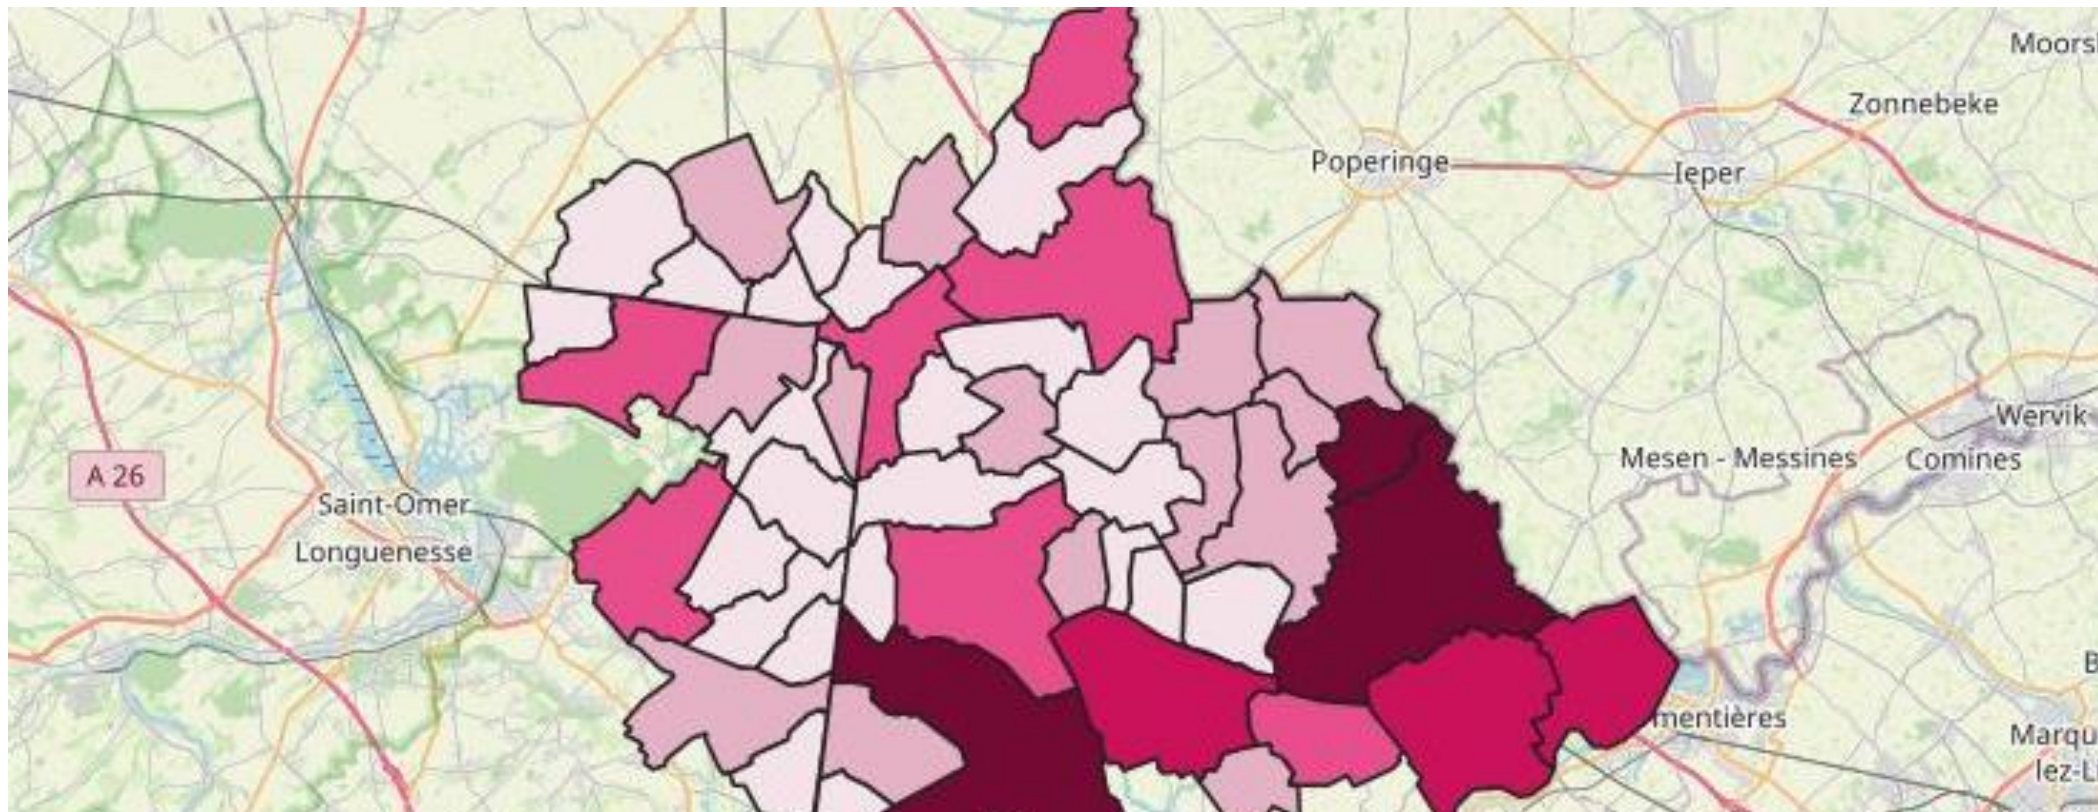 Moors
Zonnebeke
Poperinge
Ieper
Wervik
Mesen - Messines
Comines
A 26
Saint-Omer
Longuenesse
B
mentières
Marqu
lez-L